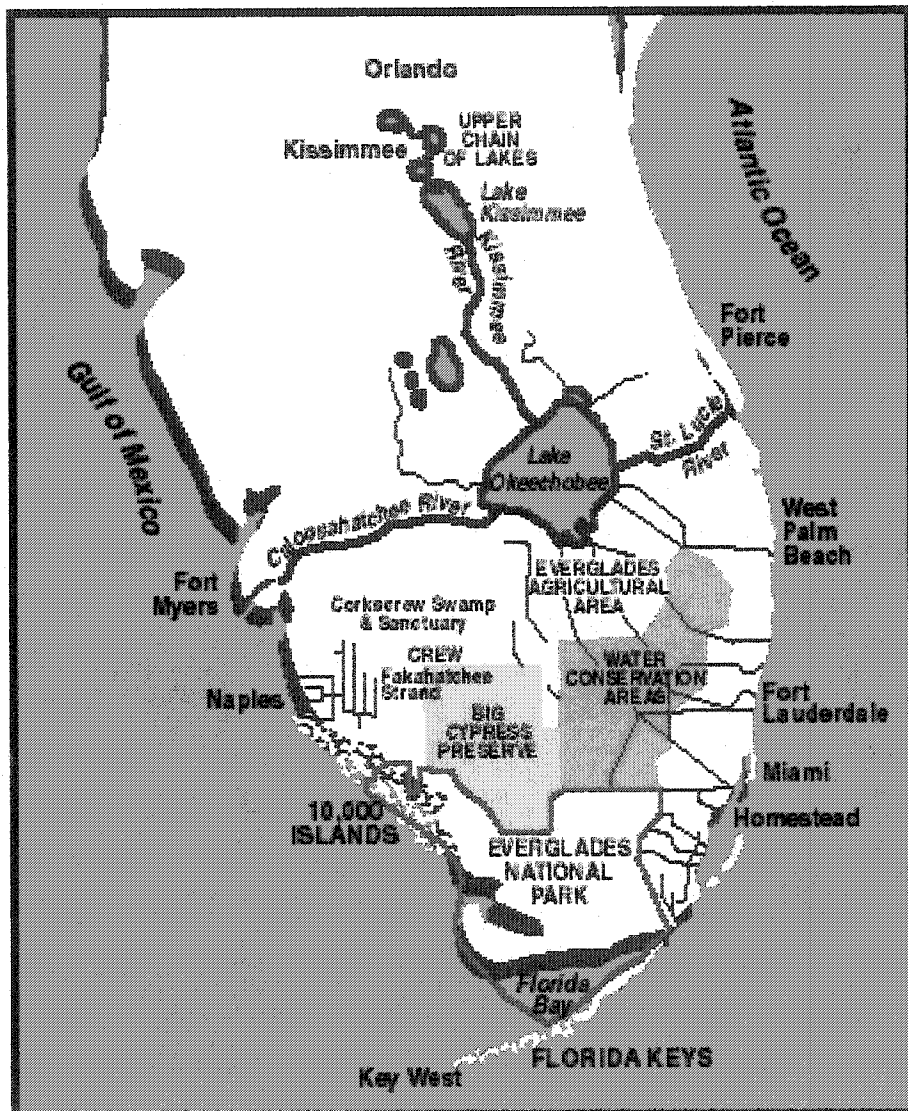 Orlando
Atlantic Ocean
UPPER
CHAIN
OF LAKES
Kissimmee
Lake
Kissimmee
Kissimmee
River
Fort
Pierce
Gulf of Mexico
St. Lucie
River
Lake
Okeechobee
Caloosahatchee River
West
Palm
Beach
Fort
Myers
EVERGLADES
AGRICULTURAL
AREA
Corkscrew Swamp
& Sanctuary
CREW
Fakahatchee
Strand
WATER
CONSERVATION
AREAS
Naples
Fort
Lauderdale
BIG
CYPRESS
PRESERVE
Miami
10,000
ISLANDS
Homestead
EVERGLADES
NATIONAL
PARK
Florida
Bay
FLORIDA KEYS
Key West